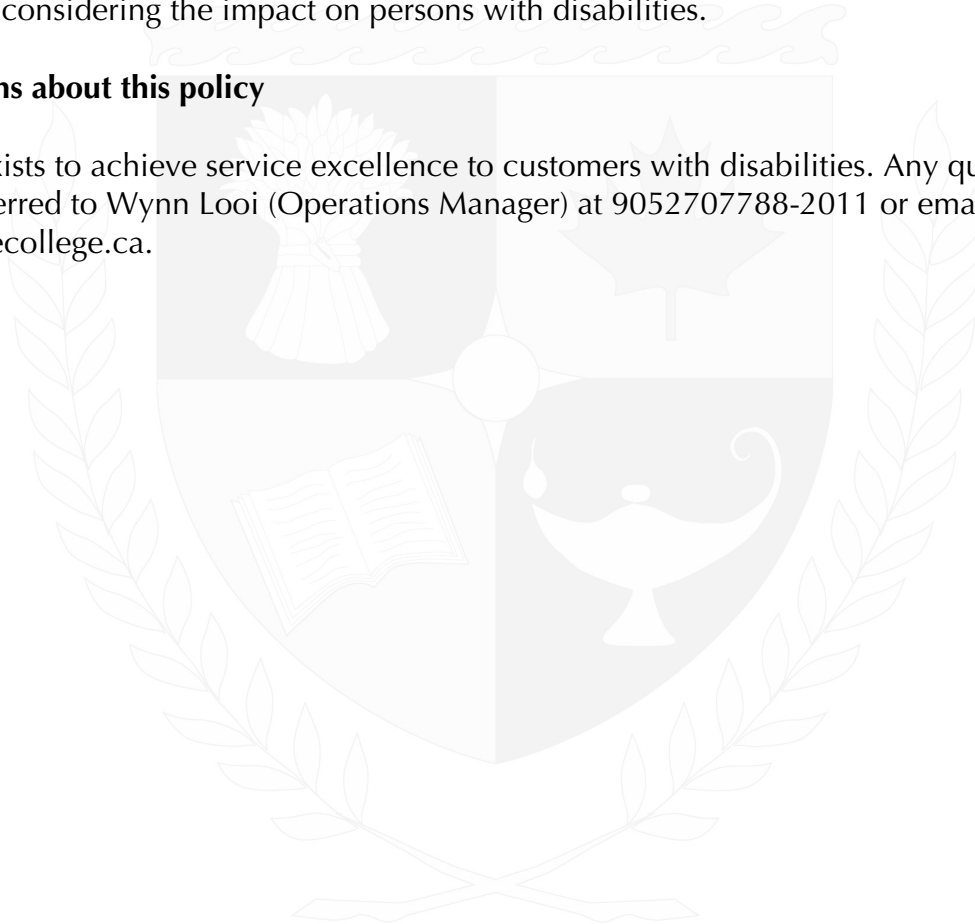 considering the impact on persons with disabilities.
ns about this policy
xists to achieve service excellence to customers with disabilities. Any qu
erred to Wynn Looi (Operations Manager) at 9052707788-2011 or ema
ecollege.ca.